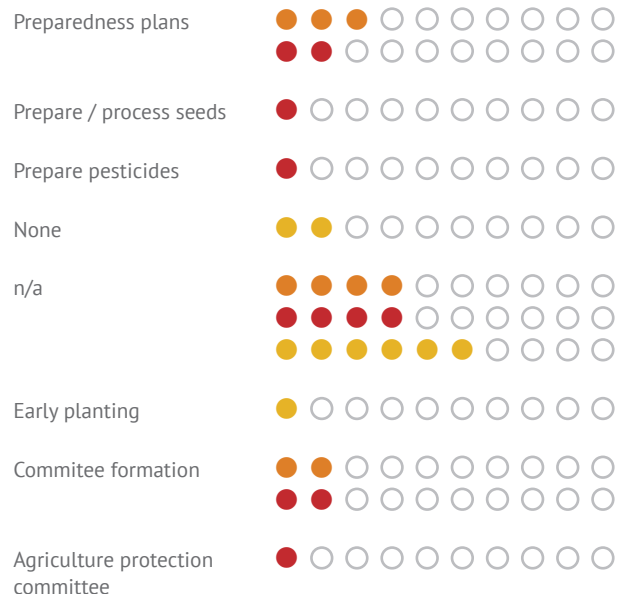 Preparedness plans
Prepare / process seeds
Prepare pesticides
None
n/a
Early planting
Commitee formation
Agriculture protection
committee